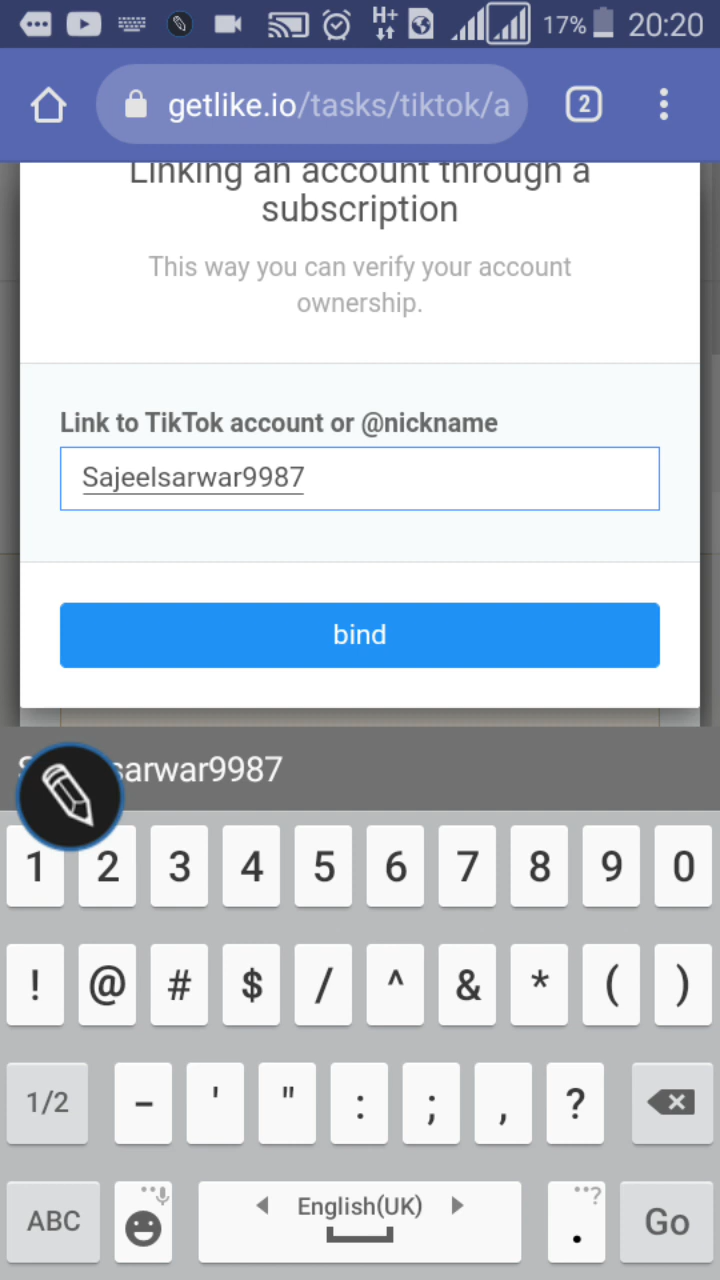 17% 20:20
getlike.io/tasks/tiktok/a
2
Linking an account through a
subscription
This way you can verify your account
ownership.
Link to TikTok account or @nickname
Sajeelsarwar9987
bind
sarwar9987
1 2 3 4 5 6 7 8 9 0
! @ # $ / ^ & * ( )
1/2 - ' " : ; , ?
ABC English(UK) . Go